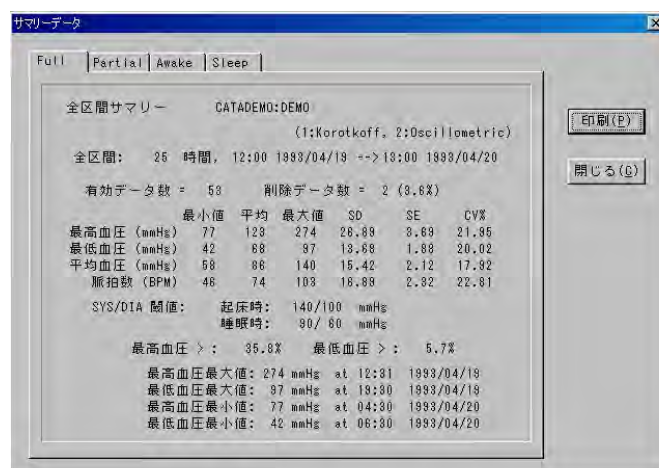 サマリーデータ
Full Partial Awake Sleep
全区間サマリー CATADEMO:DEMO
(1:Korotkoff, 2:Oscillometric)
全区間: 25 時間, 12:00 1993/04/19 --> 13:00 1993/04/20
有効データ数 = 53 削除データ数 = 2 (3.6%)
最小値 平均 最大値 SD SE CV%
最高血圧 (mmHg) 77 123 274 26.89 3.69 21.95
最低血圧 (mmHg) 42 68 97 13.68 1.88 20.02
平均血圧 (mmHg) 58 86 140 15.42 2.12 17.92
脈拍数 (BPM) 46 74 103 16.89 2.32 22.81
SYS/DIA 閾値: 起床時: 140/100 mmHg
睡眠時: 90/ 60 mmHg
最高血圧 > : 35.8% 最低血圧 > : 5.7%
最高血圧最大値: 274 mmHg at 12:31 1993/04/19
最低血圧最大値: 97 mmHg at 19:30 1993/04/19
最高血圧最小値: 77 mmHg at 04:30 1993/04/20
最低血圧最小値: 42 mmHg at 06:30 1993/04/20
印刷(P)
閉じる(C)